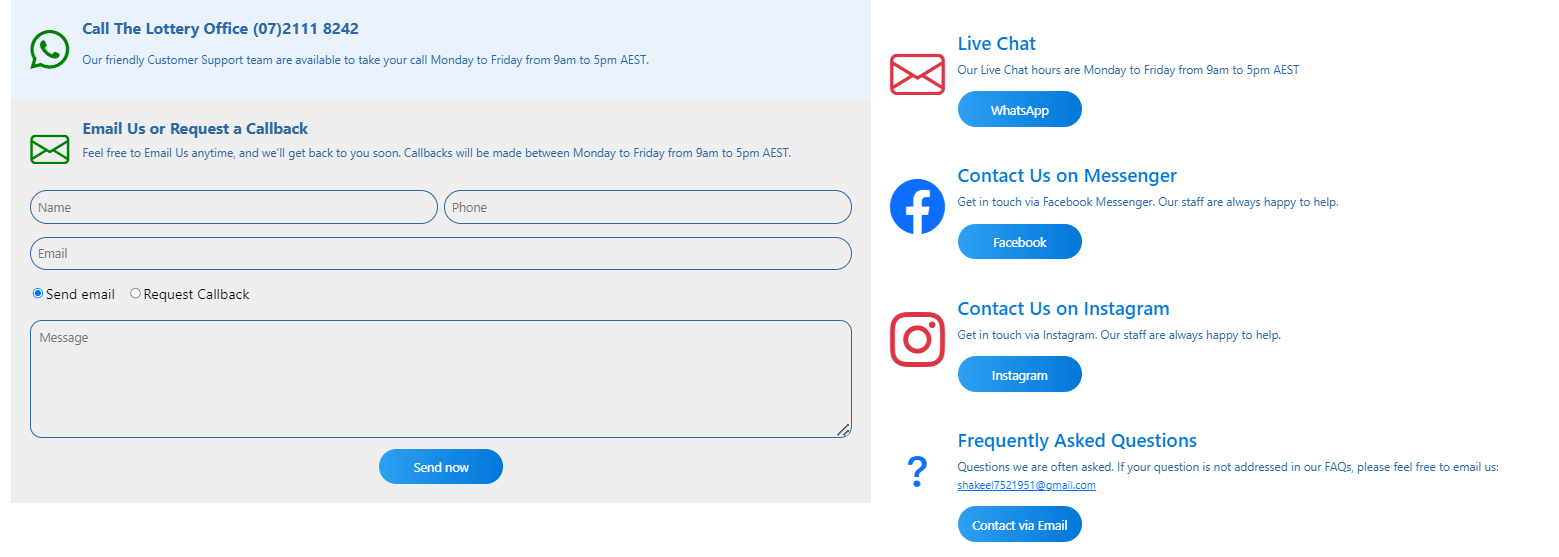 Call The Lottery Office (07)2111 8242
Our friendly Customer Support team are available to take your call Monday to Friday from 9am to 5pm AEST.
Email Us or Request a Callback
Feel free to Email Us anytime, and we'll get back to you soon. Callbacks will be made between Monday to Friday from 9am to 5pm AEST.
Name
Phone
Email
Send email
Request Callback
Message
Send now
Live Chat
Our Live Chat hours are Monday to Friday from 9am to 5pm AEST
WhatsApp
Contact Us on Messenger
Get in touch via Facebook Messenger. Our staff are always happy to help.
Facebook
Contact Us on Instagram
Get in touch via Instagram. Our staff are always happy to help.
Instagram
Frequently Asked Questions
Questions we are often asked. If your question is not addressed in our FAQs, please feel free to email us:
shakeel7521951@gmail.com
Contact via Email